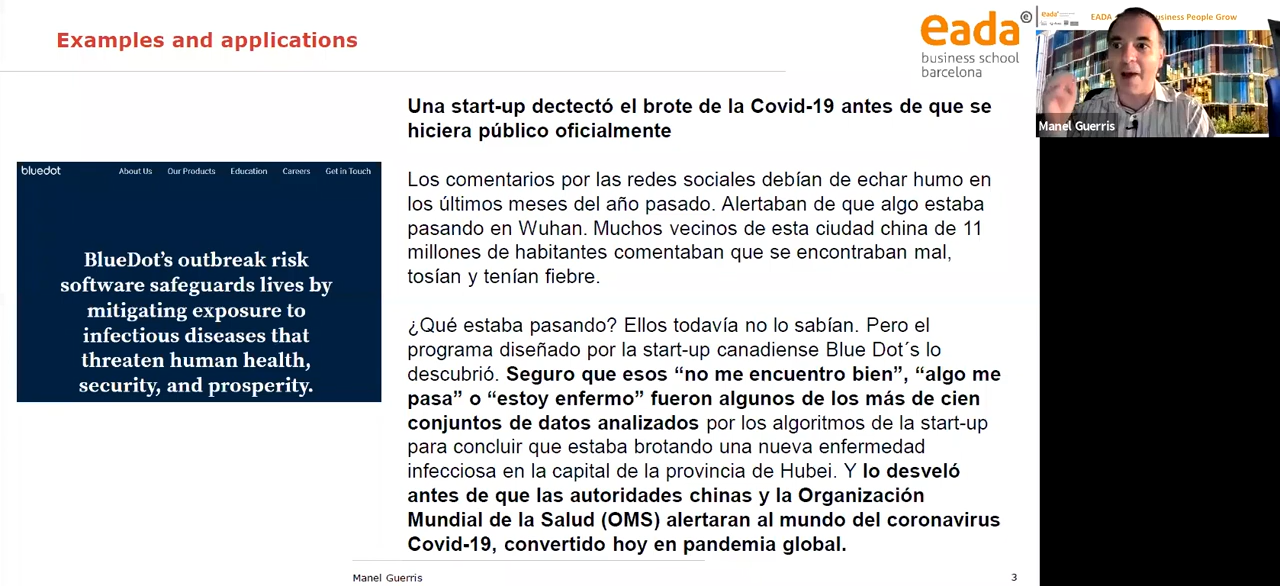 Examples and applications
eada
business school
barcelona
eada
EADA
Business People Grow
Manel Guerris
Una start-up dectectó el brote de la Covid-19 antes de que se
hiciera público oficialmente
bluedot
About Us Our Products Education Careers Get in Touch
BlueDot’s outbreak risk
software safeguards lives by
mitigating exposure to
infectious diseases that
threaten human health,
security, and prosperity.
Los comentarios por las redes sociales debían de echar humo en
los últimos meses del año pasado. Alertaban de que algo estaba
pasando en Wuhan. Muchos vecinos de esta ciudad china de 11
millones de habitantes comentaban que se encontraban mal,
tosían y tenían fiebre.
¿Qué estaba pasando? Ellos todavía no lo sabían. Pero el
programa diseñado por la start-up canadiense Blue Dot´s lo
descubrió. Seguro que esos “no me encuentro bien”, “algo me
pasa” o “estoy enfermo” fueron algunos de los más de cien
conjuntos de datos analizados por los algoritmos de la start-up
para concluir que estaba brotando una nueva enfermedad
infecciosa en la capital de la provincia de Hubei. Y lo desveló
antes de que las autoridades chinas y la Organización
Mundial de la Salud (OMS) alertaran al mundo del coronavirus
Covid-19, convertido hoy en pandemia global.
Manel Guerris
3